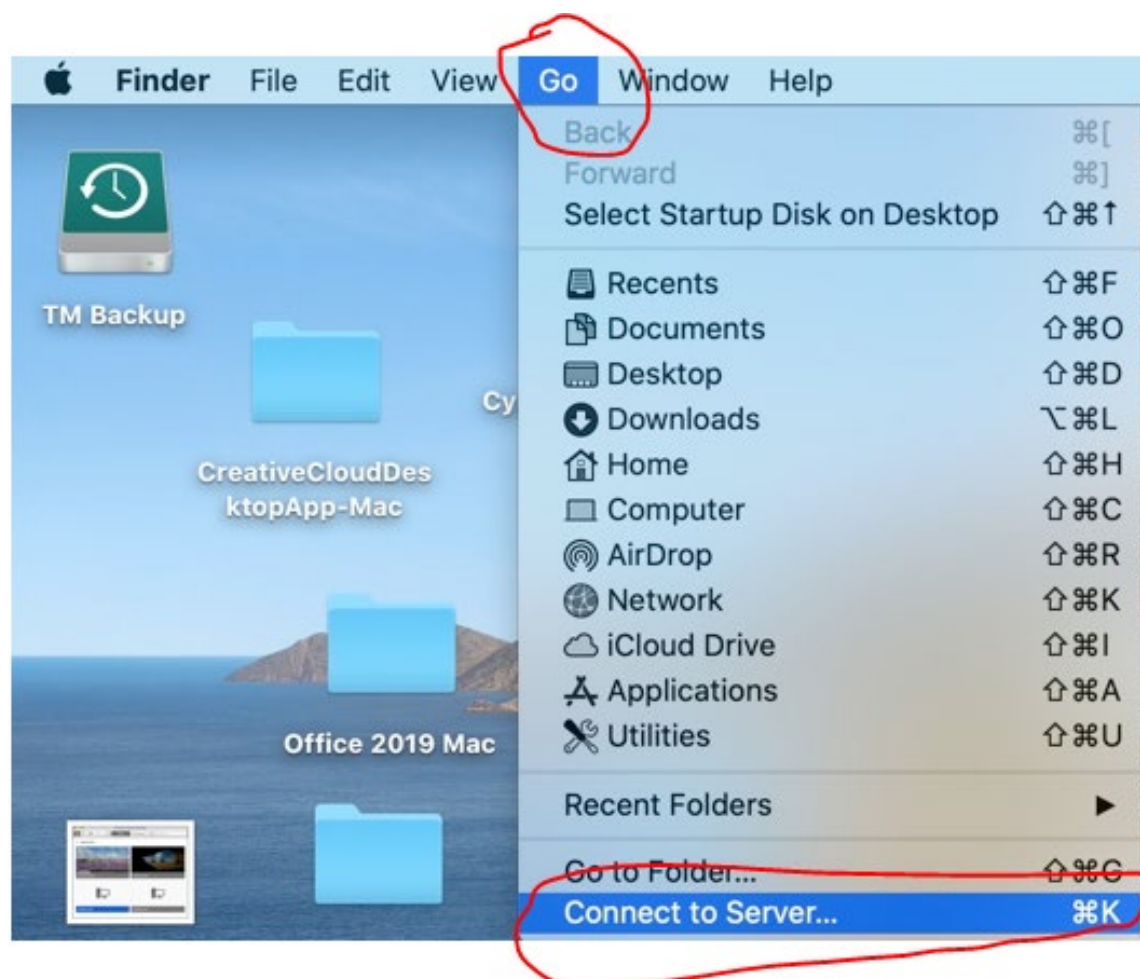 Finder File Edit View Go Window Help
Back ⌘[
Forward ⌘]
Select Startup Disk on Desktop ⇧⌘↑
Recents ⇧⌘F
Documents ⇧⌘O
Desktop ⇧⌘D
Downloads ⌥⌘L
Home ⇧⌘H
Computer ⇧⌘C
AirDrop ⇧⌘R
Network ⇧⌘K
iCloud Drive ⇧⌘I
Applications ⇧⌘A
Utilities ⇧⌘U
Recent Folders ▶
Go to Folder... ⇧⌘G
Connect to Server... ⌘K
TM Backup
Cy
CreativeCloudDes
ktopApp-Mac
Office 2019 Mac